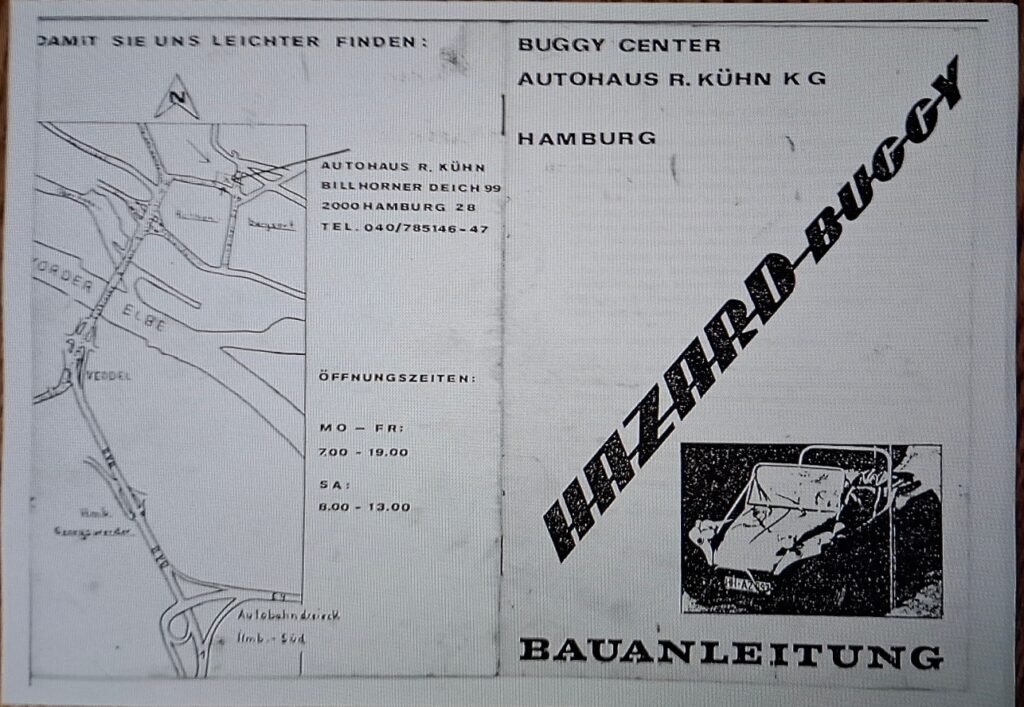 DAMIT SIE UNS LEICHTER FINDEN:
N
AUTOHAUS R. KÜHN
BILLHORNER DEICH 99
2000 HAMBURG 28
TEL. 040/785146-47
VORDER
ELBE
VEDDEL
ÖFFNUNGSZEITEN:
MO - FR:
7.00 - 19.00
SA:
8.00 - 13.00
Hmb.
Georgswerder
Autobahndreieck
Hmb.-Süd
BUGGY CENTER
AUTOHAUS R. KÜHN KG
HAMBURG
HAZARD-BUGGY
BAUANLEITUNG